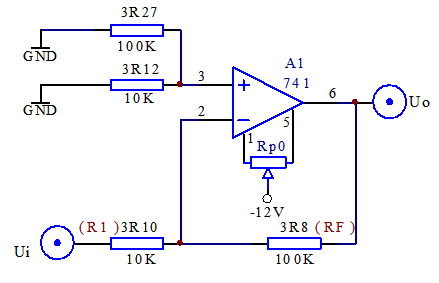 3R27
GND
100K
3R12
GND
10K
A1
741
3
+
2
−
6
Uo
1
5
Rp0
-12V
(R1)3R10
3R8(RF)
Ui
10K
100K